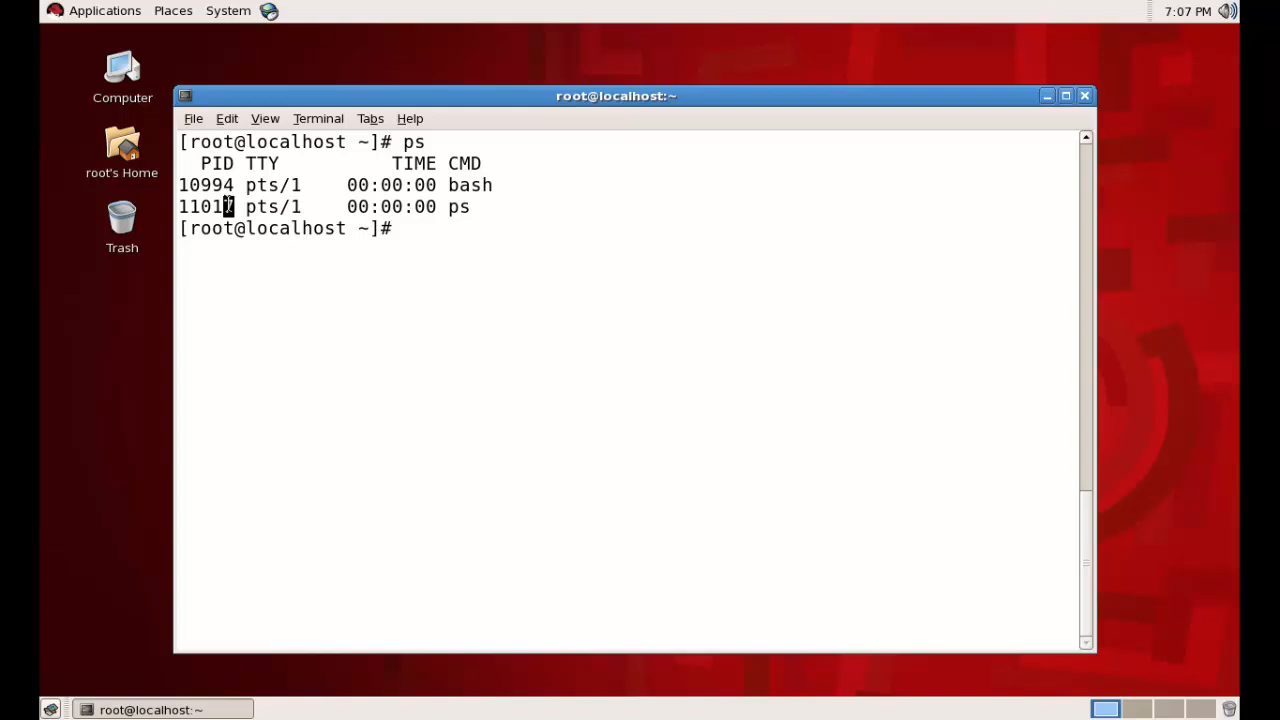 Applications Places System 7:07 PM
Computer
root's Home
Trash
root@localhost:~
File Edit View Terminal Tabs Help
[root@localhost ~]# ps
PID TTY TIME CMD
10994 pts/1 00:00:00 bash
pts/1 00:00:00 ps
[root@localhost ~]#
root@localhost:~